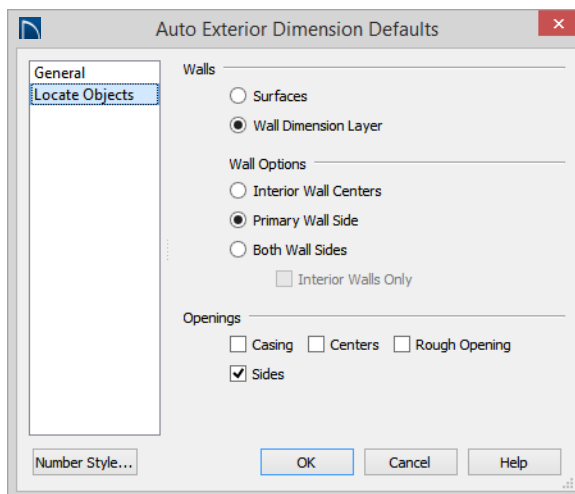 Auto Exterior Dimension Defaults
General
Locate Objects
Walls
Surfaces
Wall Dimension Layer
Wall Options
Interior Wall Centers
Primary Wall Side
Both Wall Sides
Interior Walls Only
Openings
Casing Centers Rough Opening
Sides
Number Style... OK Cancel Help